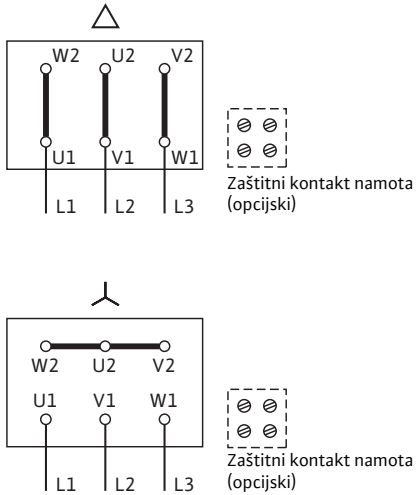 W2 U2 V2
U1 V1 W1
L1 L2 L3
Zaštitni kontakt namota
(opcijski)
W2 U2 V2
U1 V1 W1
L1 L2 L3
Zaštitni kontakt namota
(opcijski)